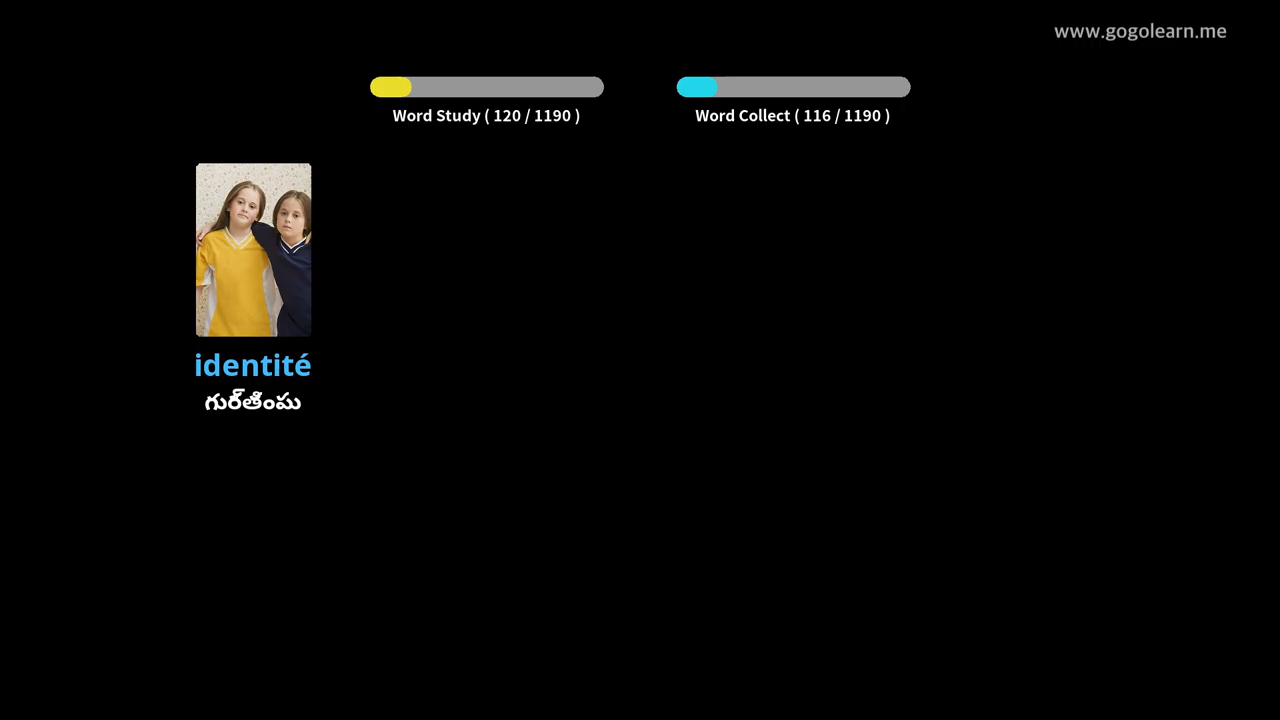 www.gogolearn.me
Word Study ( 120 / 1190 )
Word Collect ( 116 / 1190 )
identité
గుర్తింపు